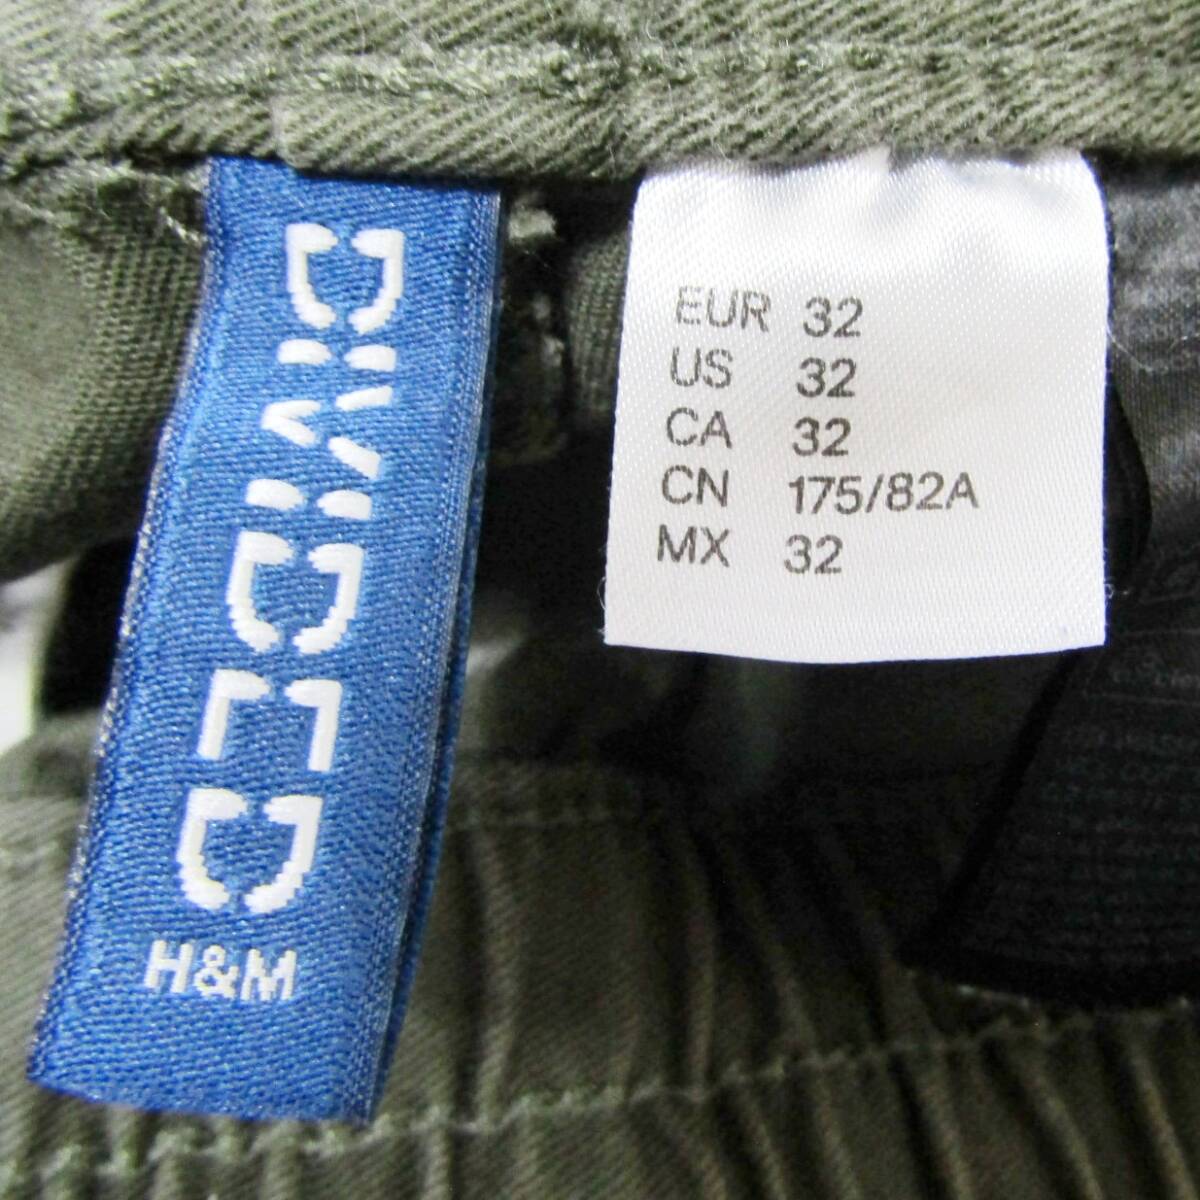 DIVIDED
H&M
EUR 32
US 32
CA 32
CN 175/82A
MX 32